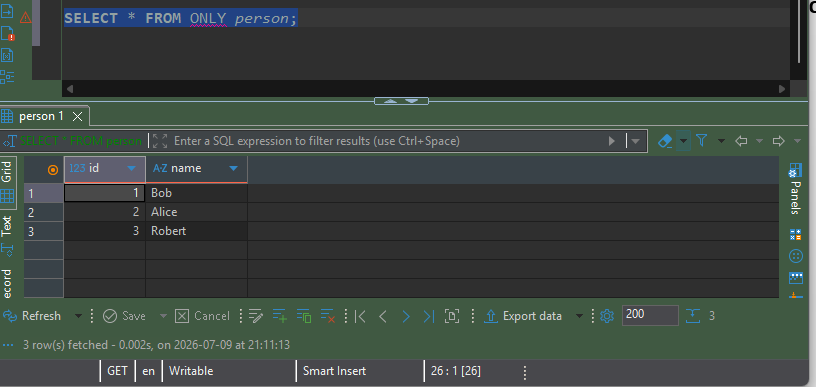 SELECT * FROM ONLY person;
person 1
SELECT * FROM person
Enter a SQL expression to filter results (use Ctrl+Space)
Grid
Text
ecord
123 id
A-Z name
1 1 Bob
2 2 Alice
3 3 Robert
Panels
Refresh Save Cancel Export data 200 3
3 row(s) fetched - 0.002s, on 2026-07-09 at 21:11:13
GET en Writable Smart Insert 26 : 1 [26]